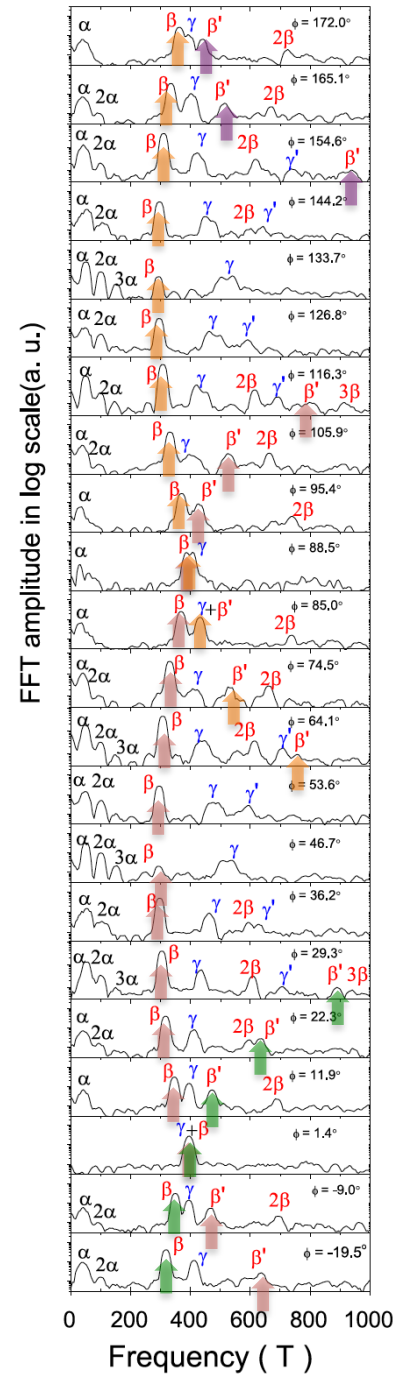 α β γ β' 2β ϕ = 172.0°
α 2α β γ β' 2β ϕ = 165.1°
α 2α β γ 2β γ' β' ϕ = 154.6°
α 2α β γ 2β γ' ϕ = 144.2°
α 2α 3α β γ ϕ = 133.7°
α 2α β γ γ' ϕ = 126.8°
α 2α β γ 2β γ' β' 3β ϕ = 116.3°
α 2α β γ β' 2β ϕ = 105.9°
α β β' 2β ϕ = 95.4°
β γ ϕ = 88.5°
α β γ+β' 2β ϕ = 85.0°
α 2α β γ β' 2β ϕ = 74.5°
α 2α 3α β γ 2β γ' β' ϕ = 64.1°
α 2α β γ γ' ϕ = 53.6°
α 2α 3α β γ ϕ = 46.7°
α 2α β γ 2β γ' ϕ = 36.2°
α 2α 3α β γ 2β γ' β' 3β ϕ = 29.3°
α 2α β γ 2β β' ϕ = 22.3°
α β γ β' 2β ϕ = 11.9°
γ+β ϕ = 1.4°
α 2α β γ β' 2β ϕ = -9.0°
α 2α β γ β' ϕ = -19.5°
FFT amplitude in log scale(a. u.)
0 200 400 600 800 1000
Frequency ( T )